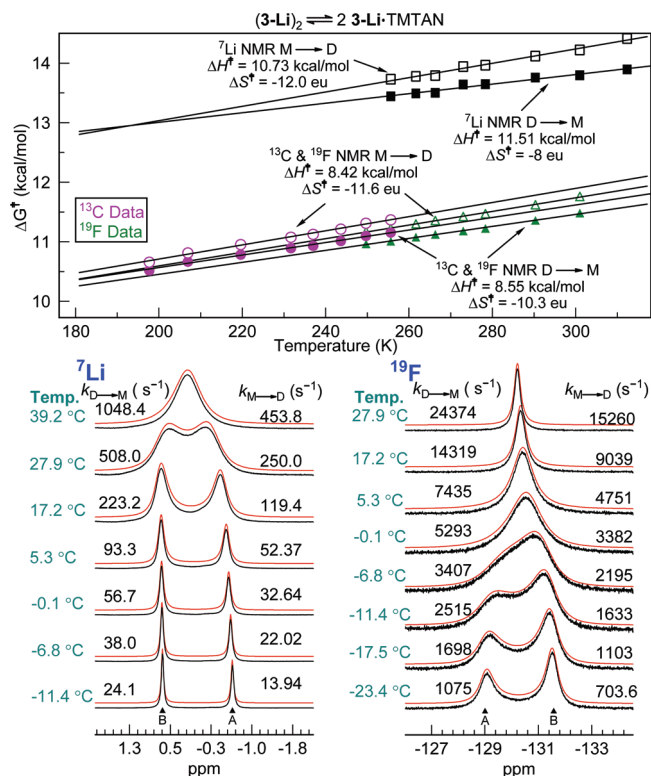 (3-Li)₂ ⇌ 2 3-Li·TMTAN
⁷Li NMR M → D
ΔH‡ = 10.73 kcal/mol
ΔS‡ = -12.0 eu
⁷Li NMR D → M
ΔH‡ = 11.51 kcal/mol
ΔS‡ = -8 eu
¹³C & ¹⁹F NMR M → D
ΔH‡ = 8.42 kcal/mol
ΔS‡ = -11.6 eu
¹³C Data
¹⁹F Data
¹³C & ¹⁹F NMR D → M
ΔH‡ = 8.55 kcal/mol
ΔS‡ = -10.3 eu
ΔG‡ (kcal/mol)
14
13
12
11
10
180 200 220 240 260 280 300
Temperature (K)
⁷Li
Temp. k D→M (s⁻¹) k M→D (s⁻¹)
39.2 °C 1048.4 453.8
27.9 °C 508.0 250.0
17.2 °C 223.2 119.4
5.3 °C 93.3 52.37
-0.1 °C 56.7 32.64
-6.8 °C 38.0 22.02
-11.4 °C 24.1 13.94
B A
1.3 0.5 -0.3 -1.0 -1.8
ppm
¹⁹F
Temp. k D→M (s⁻¹) k M→D (s⁻¹)
27.9 °C 24374 15260
17.2 °C 14319 9039
5.3 °C 7435 4751
-0.1 °C 5293 3382
-6.8 °C 3407 2195
-11.4 °C 2515 1633
-17.5 °C 1698 1103
-23.4 °C 1075 703.6
A B
-127 -129 -131 -133
ppm